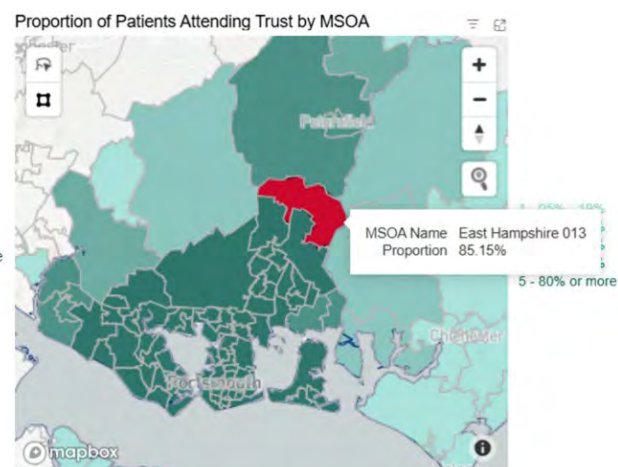 Proportion of Patients Attending Trust by MSOA
Petersfield
MSOA Name East Hampshire 013
Proportion 85.15%
5 - 80% or more
Chichester
Portsmouth
mapbox